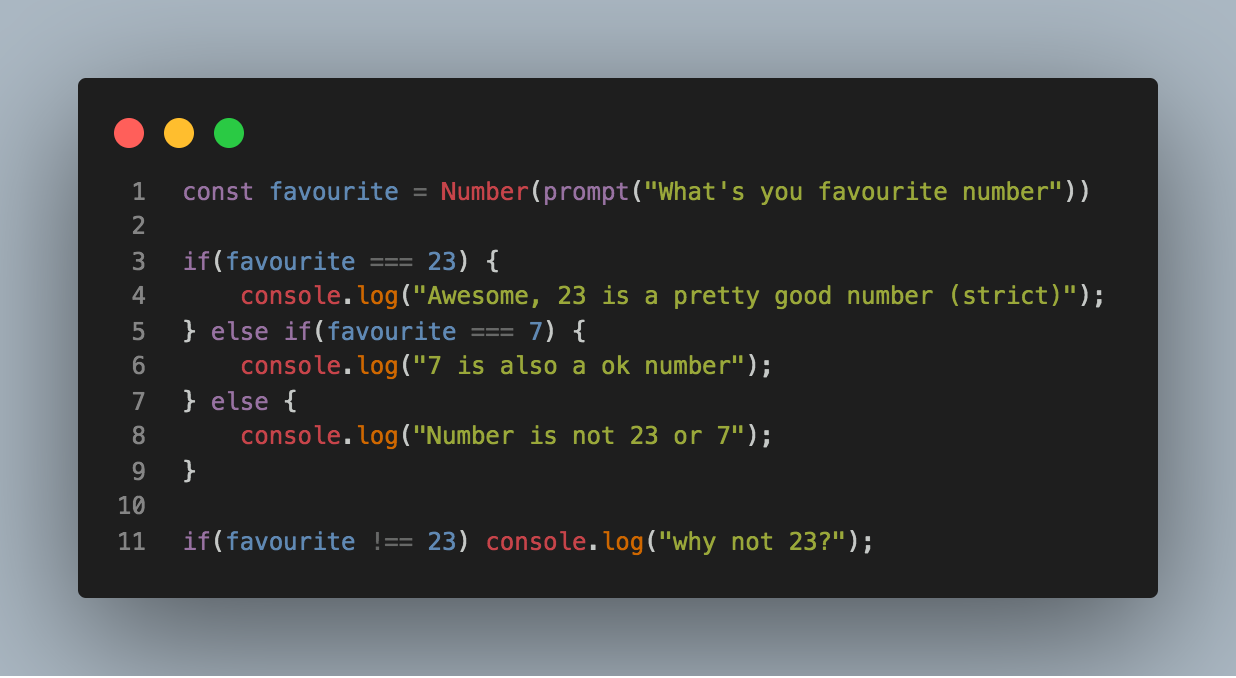 1 const favourite = Number(prompt("What's you favourite number"))
2
3 if(favourite === 23) {
4     console.log("Awesome, 23 is a pretty good number (strict)");
5 } else if(favourite === 7) {
6     console.log("7 is also a ok number");
7 } else {
8     console.log("Number is not 23 or 7");
9 }
10
11 if(favourite !== 23) console.log("why not 23?");